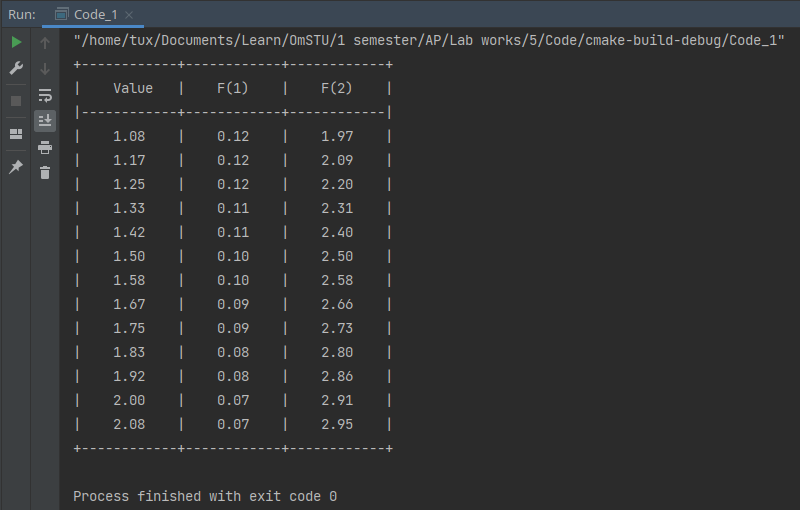 Run: Code_1
"/home/tux/Documents/Learn/OmSTU/1 semester/AP/Lab works/5/Code/cmake-build-debug/Code_1"
+------------+------------+------------+
|    Value   |    F(1)    |    F(2)    |
|------------+------------+------------|
|    1.08    |    0.12    |    1.97    |
|    1.17    |    0.12    |    2.09    |
|    1.25    |    0.12    |    2.20    |
|    1.33    |    0.11    |    2.31    |
|    1.42    |    0.11    |    2.40    |
|    1.50    |    0.10    |    2.50    |
|    1.58    |    0.10    |    2.58    |
|    1.67    |    0.09    |    2.66    |
|    1.75    |    0.09    |    2.73    |
|    1.83    |    0.08    |    2.80    |
|    1.92    |    0.08    |    2.86    |
|    2.00    |    0.07    |    2.91    |
|    2.08    |    0.07    |    2.95    |
+------------+------------+------------+
Process finished with exit code 0